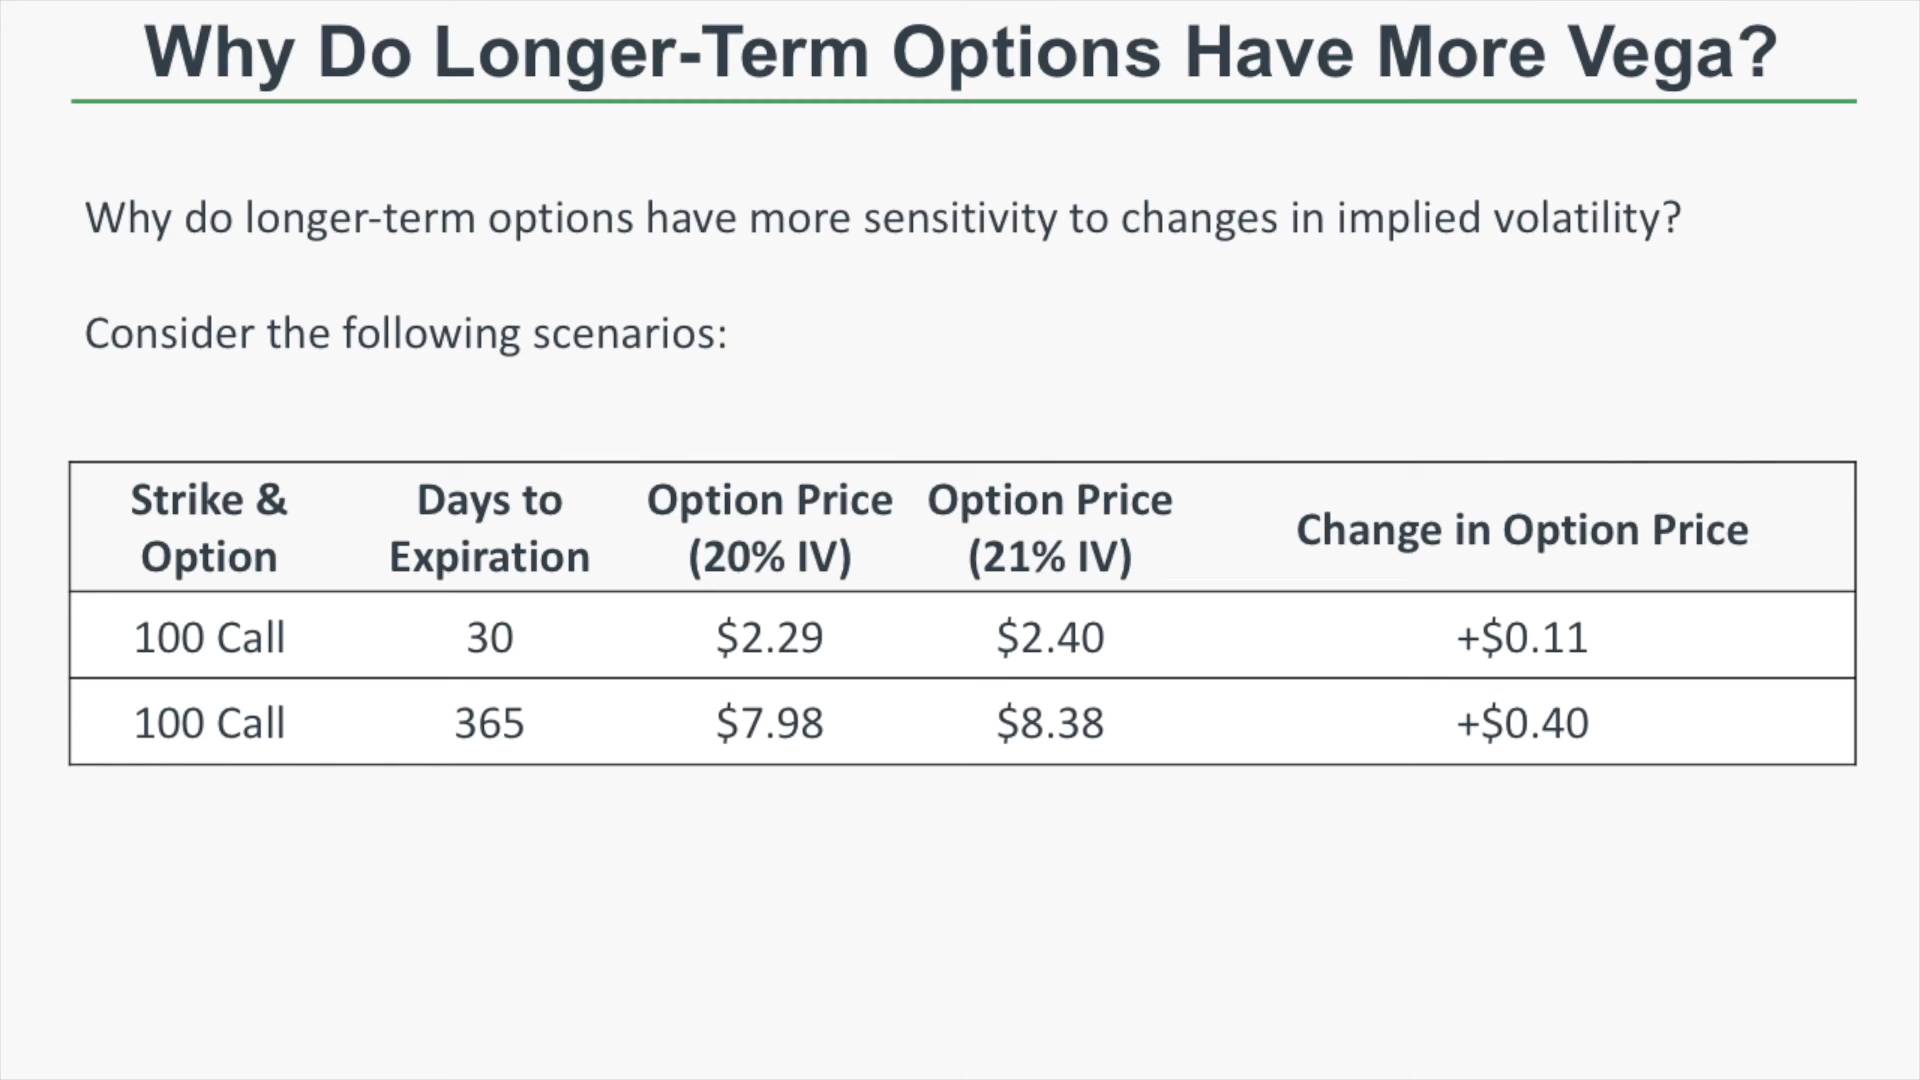 Why Do Longer-Term Options Have More Vega?
Why do longer-term options have more sensitivity to changes in implied volatility?
Consider the following scenarios:
Strike & Option Days to Expiration Option Price (20% IV) Option Price (21% IV) Change in Option Price
100 Call 30 $2.29 $2.40 +$0.11
100 Call 365 $7.98 $8.38 +$0.40